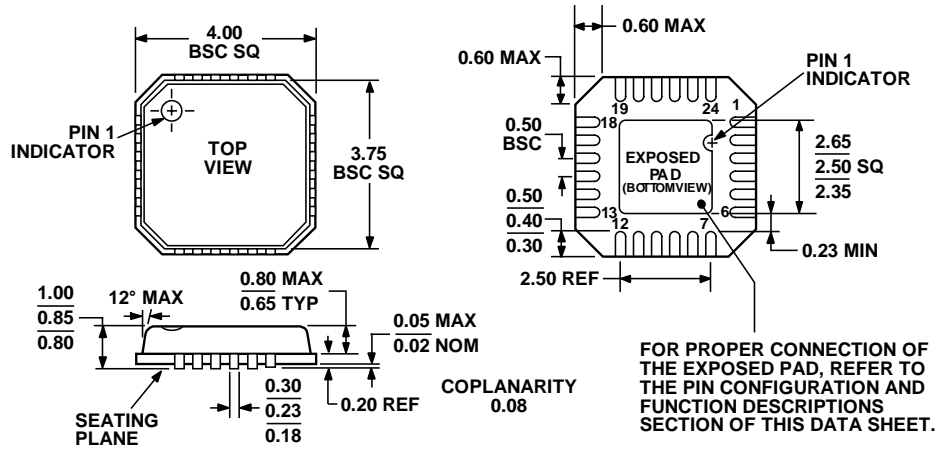 4.00
BSC SQ
PIN 1
INDICATOR
TOP
VIEW
3.75
BSC SQ
0.60 MAX
0.60 MAX
PIN 1
INDICATOR
19
24
1
18
0.50
BSC
EXPOSED
PAD
(BOTTOMVIEW)
2.65
2.50 SQ
2.35
0.50
0.40
0.30
13
12
7
6
0.23 MIN
2.50 REF
1.00
0.85
0.80
12° MAX
0.80 MAX
0.65 TYP
0.05 MAX
0.02 NOM
SEATING
PLANE
0.30
0.23
0.18
0.20 REF
COPLANARITY
0.08
FOR PROPER CONNECTION OF
THE EXPOSED PAD, REFER TO
THE PIN CONFIGURATION AND
FUNCTION DESCRIPTIONS
SECTION OF THIS DATA SHEET.